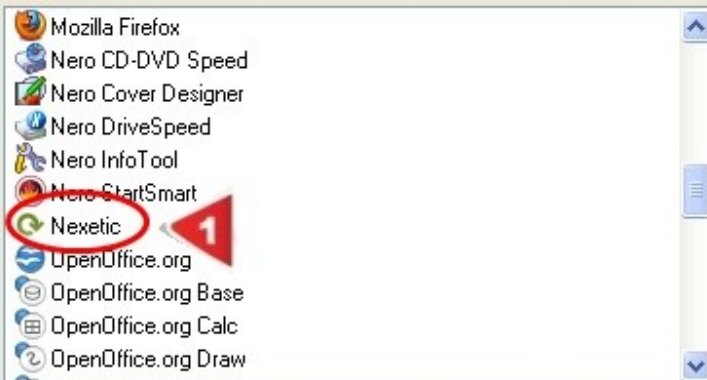 Mozilla Firefox
Nero CD-DVD Speed
Nero Cover Designer
Nero DriveSpeed
Nero InfoTool
Nero StartSmart
Nexetic
1
OpenOffice.org
OpenOffice.org Base
OpenOffice.org Calc
OpenOffice.org Draw